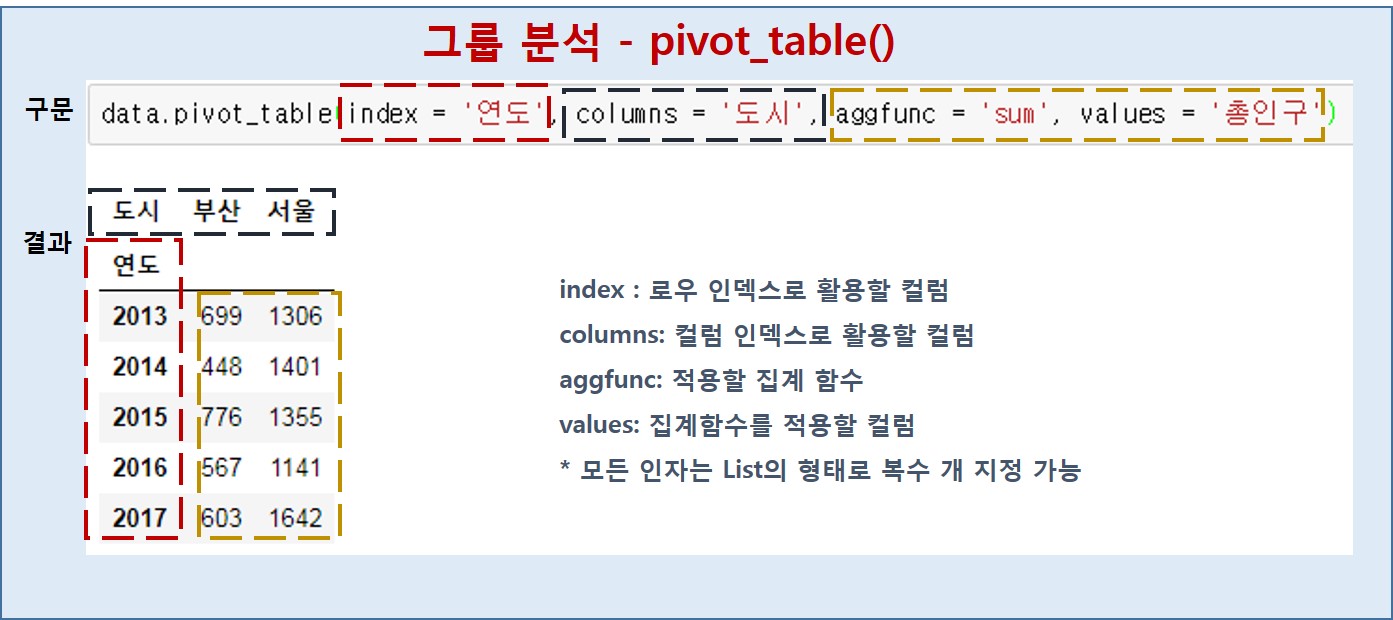 그룹 분석 - pivot_table()
구문
data.pivot_table(index = '연도', columns = '도시', aggfunc = 'sum', values = '총인구')
결과
도시 부산 서울
연도
2013 699 1306
2014 448 1401
2015 776 1355
2016 567 1141
2017 603 1642
index : 로우 인덱스로 활용할 컬럼
columns: 컬럼 인덱스로 활용할 컬럼
aggfunc: 적용할 집계 함수
values: 집계함수를 적용할 컬럼
* 모든 인자는 List의 형태로 복수 개 지정 가능